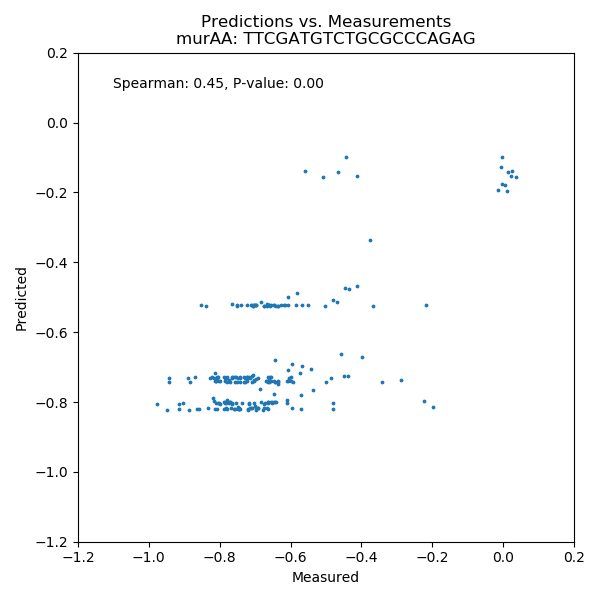 Predictions vs. Measurements
murAA: TTCGATGTCTGCGCCCAGAG
Spearman: 0.45, P-value: 0.00
0.2
0.0
−0.2
−0.4
−0.6
−0.8
−1.0
−1.2
Predicted
−1.2 −1.0 −0.8 −0.6 −0.4 −0.2 0.0 0.2
Measured